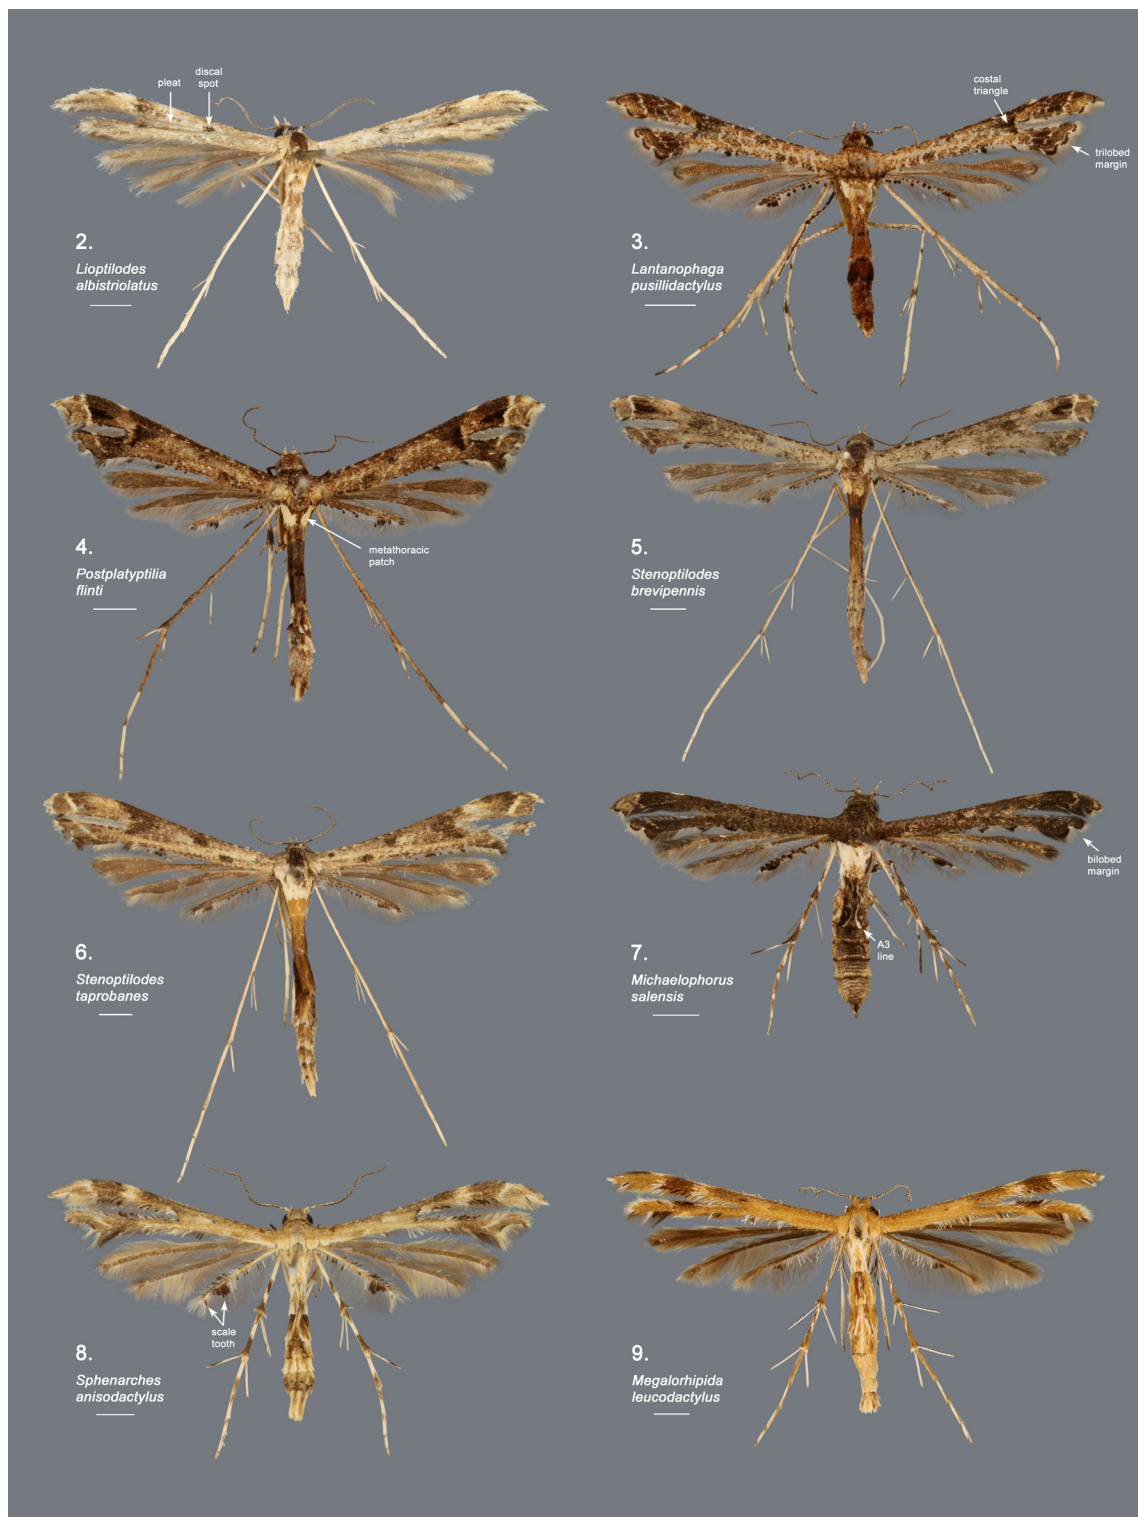 pleat
discal
spot
2.
Lioptilodes
albistriolatus
costal
triangle
trilobed
margin
3.
Lantanophaga
pusillidactylus
4.
Postplatyptilia
flinti
metathoracic
patch
5.
Stenoptilodes
brevipennis
6.
Stenoptilodes
taprobanes
bilobed
margin
A3
line
7.
Michaelophorus
salensis
scale
tooth
8.
Sphenarches
anisodactylus
9.
Megalorhipida
leucodactylus